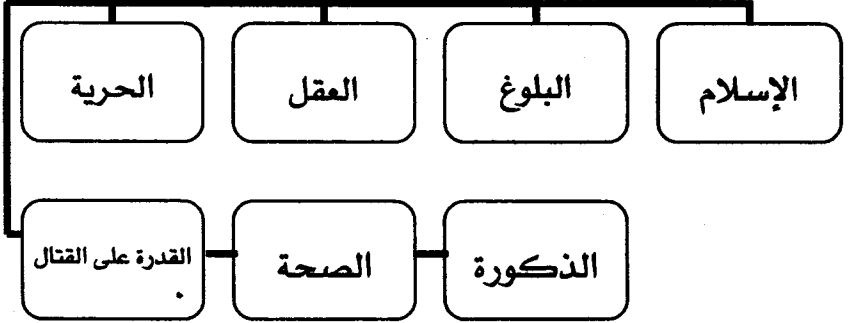 الإسلام
البلوغ
العقل
الحرية
الذكورة
الصحة
القدرة على القتال
.